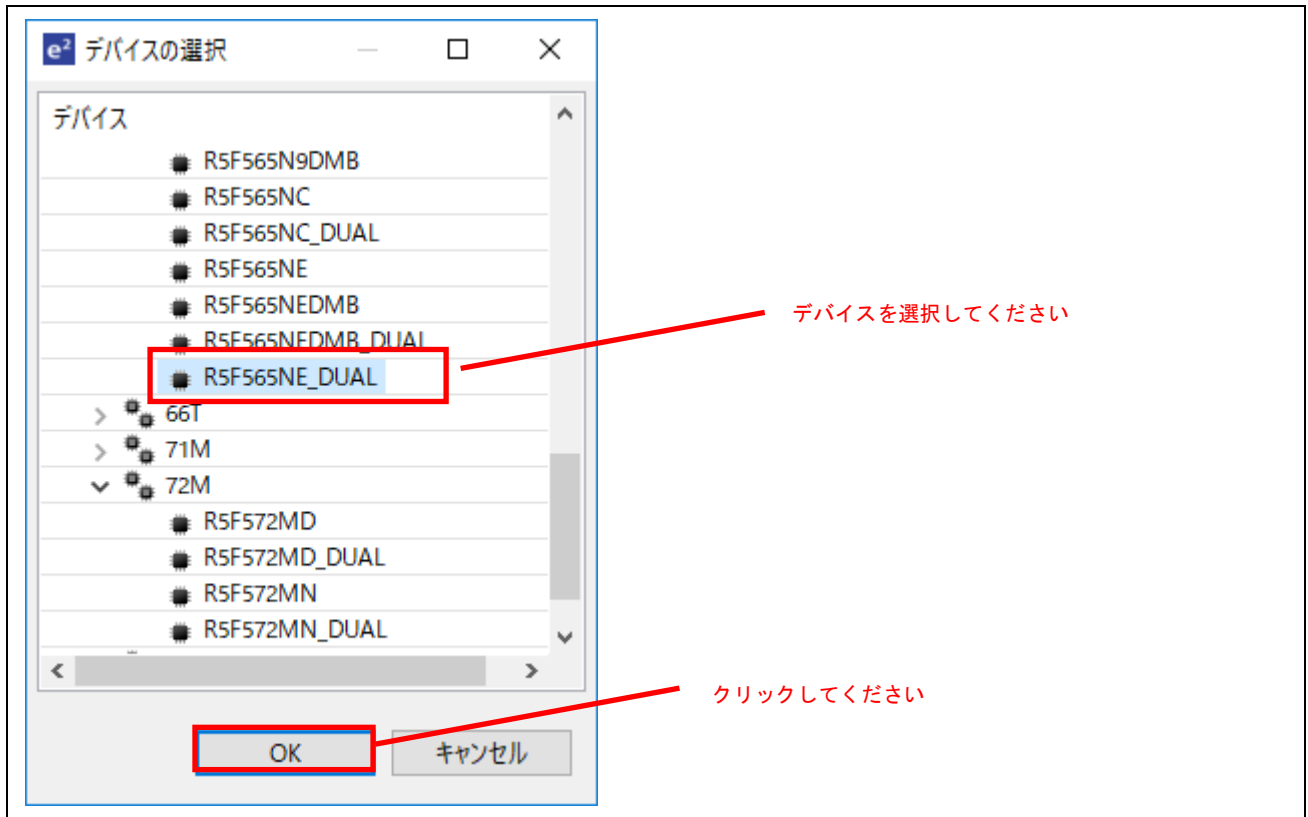 e² デバイスの選択
デバイス
R5F565N9DMB
R5F565NC
R5F565NC_DUAL
R5F565NE
R5F565NEDMB
R5F565NEDMB_DUAL
デバイスを選択してください
R5F565NE_DUAL
66T
71M
72M
R5F572MD
R5F572MD_DUAL
R5F572MN
R5F572MN_DUAL
クリックしてください
OK キャンセル